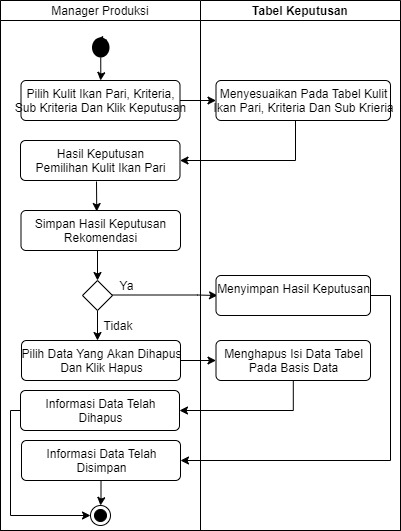 Manager Produksi
Tabel Keputusan
Pilih Kulit Ikan Pari, Kriteria,
Sub Kriteria Dan Klik Keputusan
Menyesuaikan Pada Tabel Kulit
Ikan Pari, Kriteria Dan Sub Krieria
Hasil Keputusan
Pemilihan Kulit Ikan Pari
Simpan Hasil Keputusan
Rekomendasi
Ya
Menyimpan Hasil Keputusan
Tidak
Pilih Data Yang Akan Dihapus
Dan Klik Hapus
Menghapus Isi Data Tabel
Pada Basis Data
Informasi Data Telah
Dihapus
Informasi Data Telah
Disimpan